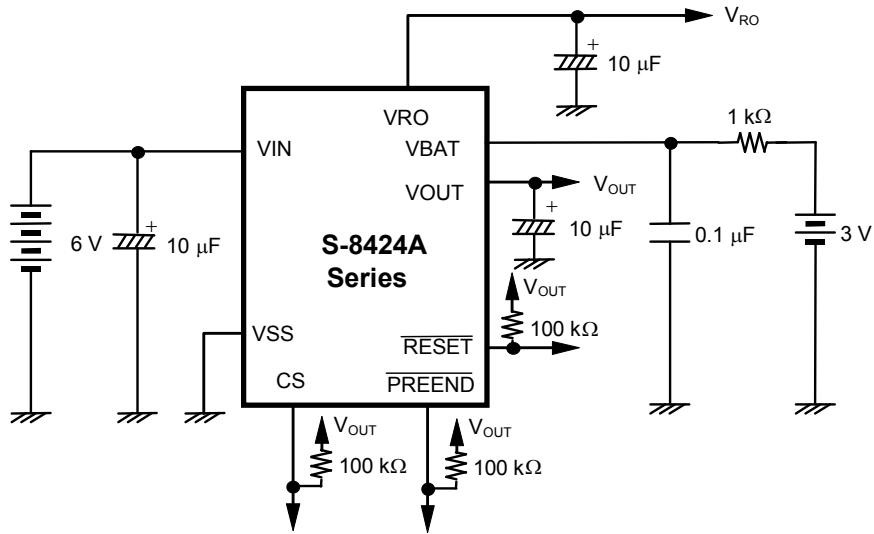 V_RO
10 μF
1 kΩ
VRO
VIN
VBAT
VOUT
V_OUT
6 V
10 μF
S-8424A
Series
10 μF
0.1 μF
3 V
V_OUT
100 kΩ
VSS
RESET
CS
PREEND
V_OUT
100 kΩ
V_OUT
100 kΩ